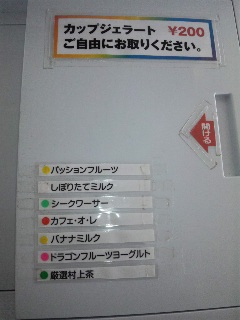 カップジェラート ¥200
ご自由にお取りください。
開ける
パッションフルーツ
しぼりたてミルク
シークワーサー
カフェ・オ・レ
バナナミルク
ドラゴンフルーツヨーグルト
厳選村上茶